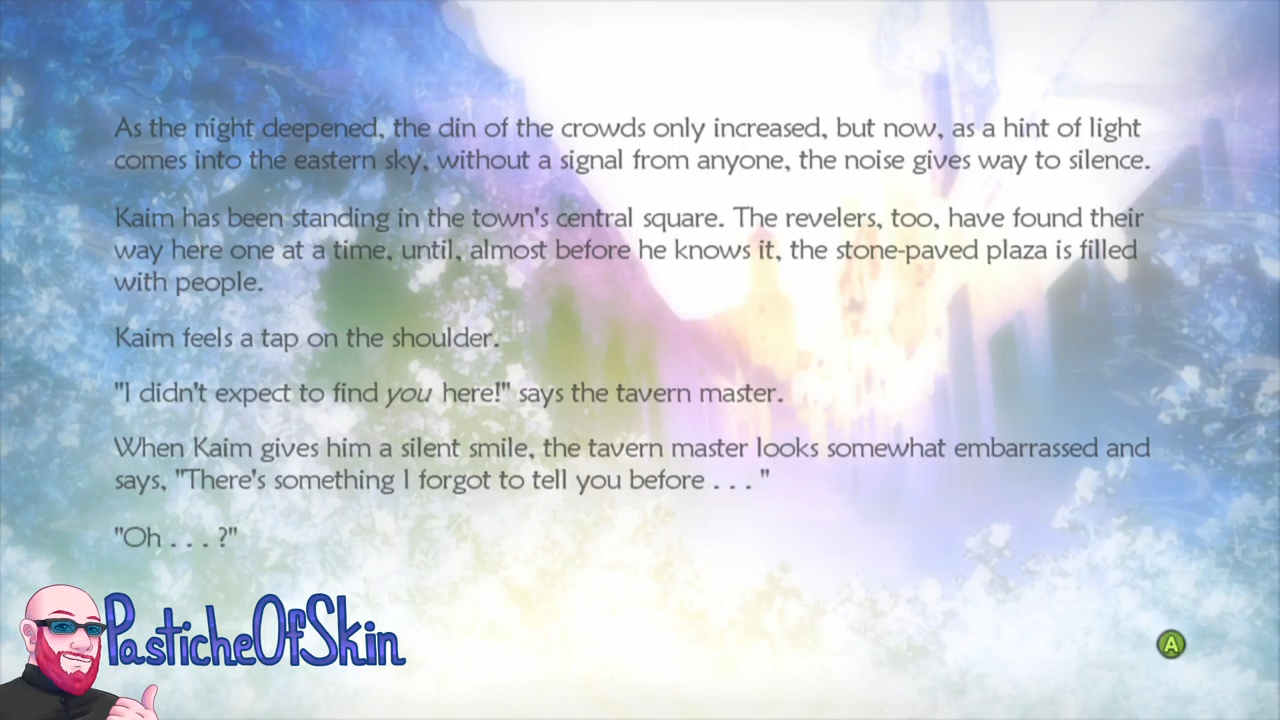 As the night deepened, the din of the crowds only increased, but now, as a hint of light
comes into the eastern sky, without a signal from anyone, the noise gives way to silence.
Kaim has been standing in the town's central square. The revelers, too, have found their
way here one at a time, until, almost before he knows it, the stone-paved plaza is filled
with people.
Kaim feels a tap on the shoulder.
"I didn't expect to find you here!" says the tavern master.
When Kaim gives him a silent smile, the tavern master looks somewhat embarrassed and
says, "There's something I forgot to tell you before . . . "
"Oh . . . ?"
PasticheOfSkin
A